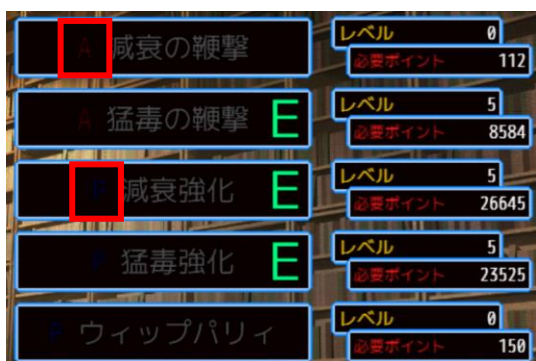 A 減衰の鞭撃
レベル 0
必要ポイント 112
A 猛毒の鞭撃 E
レベル 5
必要ポイント 8584
P 減衰強化 E
レベル 5
必要ポイント 26645
P 猛毒強化 E
レベル 5
必要ポイント 23525
P ウィップパリィ
レベル 0
必要ポイント 150